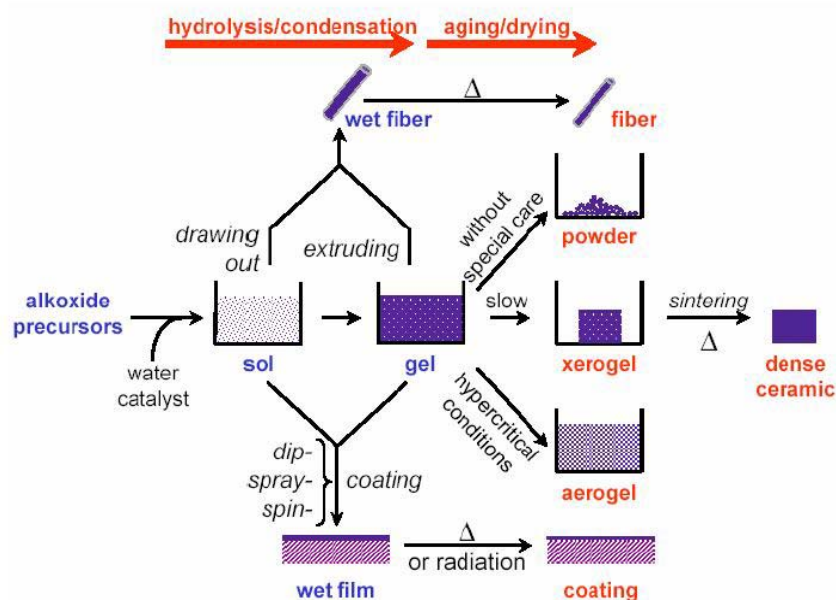 hydrolysis/condensation
aging/drying
Δ
wet fiber
fiber
drawing
out
extruding
without
special care
powder
alkoxide
precursors
water
catalyst
sol
gel
slow
xerogel
sintering
Δ
dense
ceramic
hypercritical
conditions
aerogel
dip-
spray-
spin-
coating
Δ
or radiation
wet film
coating